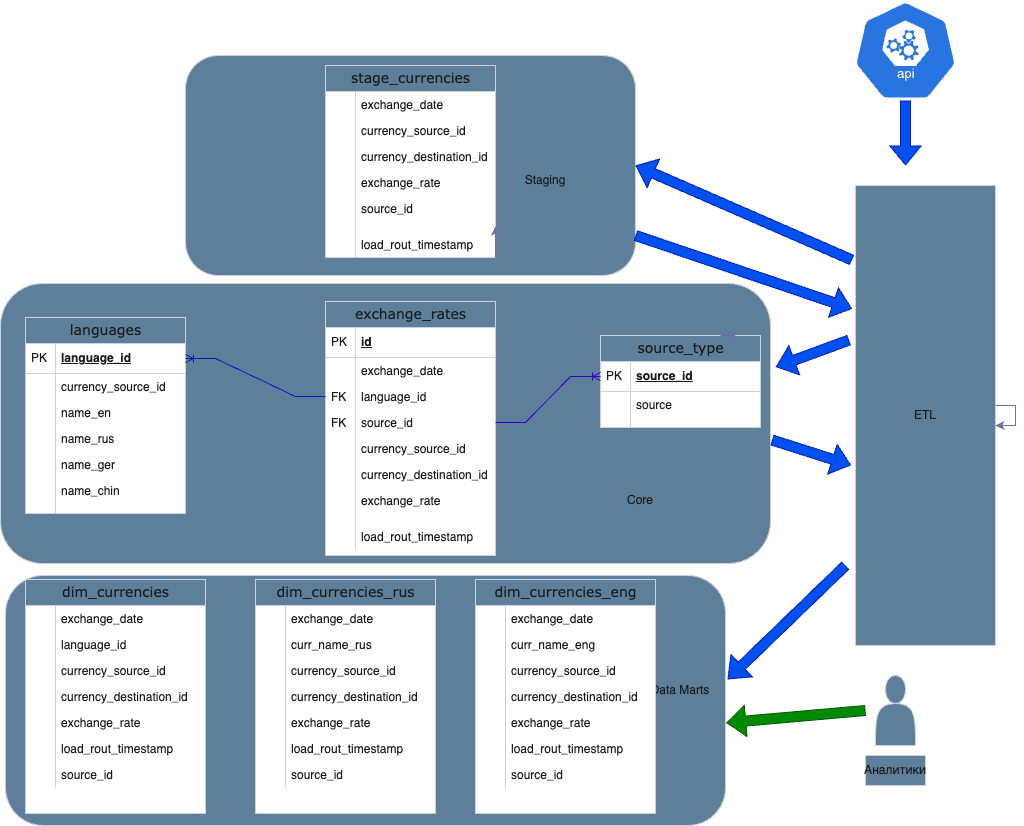 api
stage_currencies
exchange_date
currency_source_id
currency_destination_id
exchange_rate
source_id
load_rout_timestamp
Staging
languages
PK language_id
currency_source_id
name_en
name_rus
name_ger
name_chin
exchange_rates
PK id
exchange_date
FK language_id
FK source_id
currency_source_id
currency_destination_id
exchange_rate
load_rout_timestamp
source_type
PK source_id
source
Core
ETL
dim_currencies
exchange_date
language_id
currency_source_id
currency_destination_id
exchange_rate
load_rout_timestamp
source_id
dim_currencies_rus
exchange_date
curr_name_rus
currency_source_id
currency_destination_id
exchange_rate
load_rout_timestamp
source_id
dim_currencies_eng
exchange_date
curr_name_eng
currency_source_id
currency_destination_id
exchange_rate
load_rout_timestamp
source_id
Data Marts
Аналитики